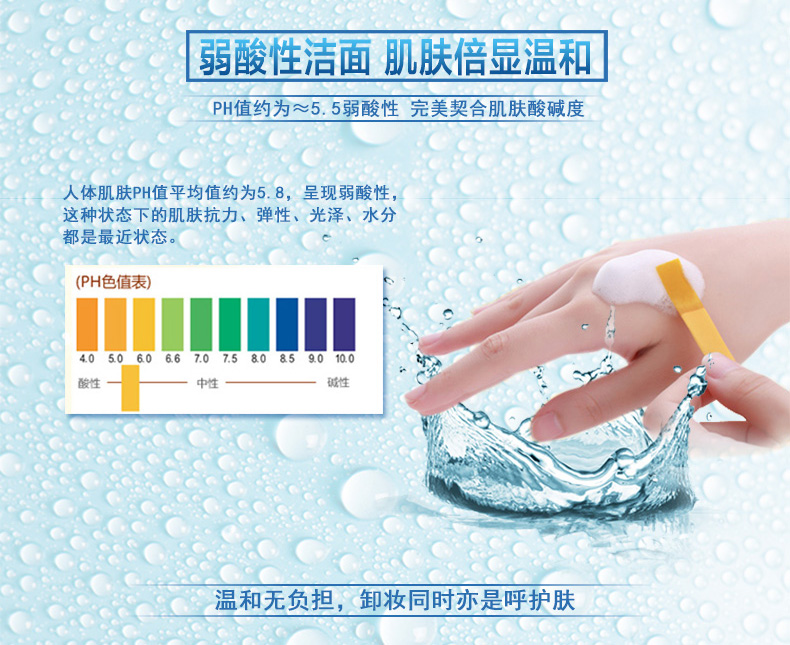 弱酸性洁面 肌肤倍显温和
PH值约为≈5.5弱酸性 完美契合肌肤酸碱度
人体肌肤PH值平均值约为5.8，呈现弱酸性，
这种状态下的肌肤抗力、弹性、光泽、水分
都是最近状态。
(PH色值表)
4.0 5.0 6.0 6.6 7.0 7.5 8.0 8.5 9.0 10.0
酸性 中性 碱性
温和无负担，卸妆同时亦是呼护肤